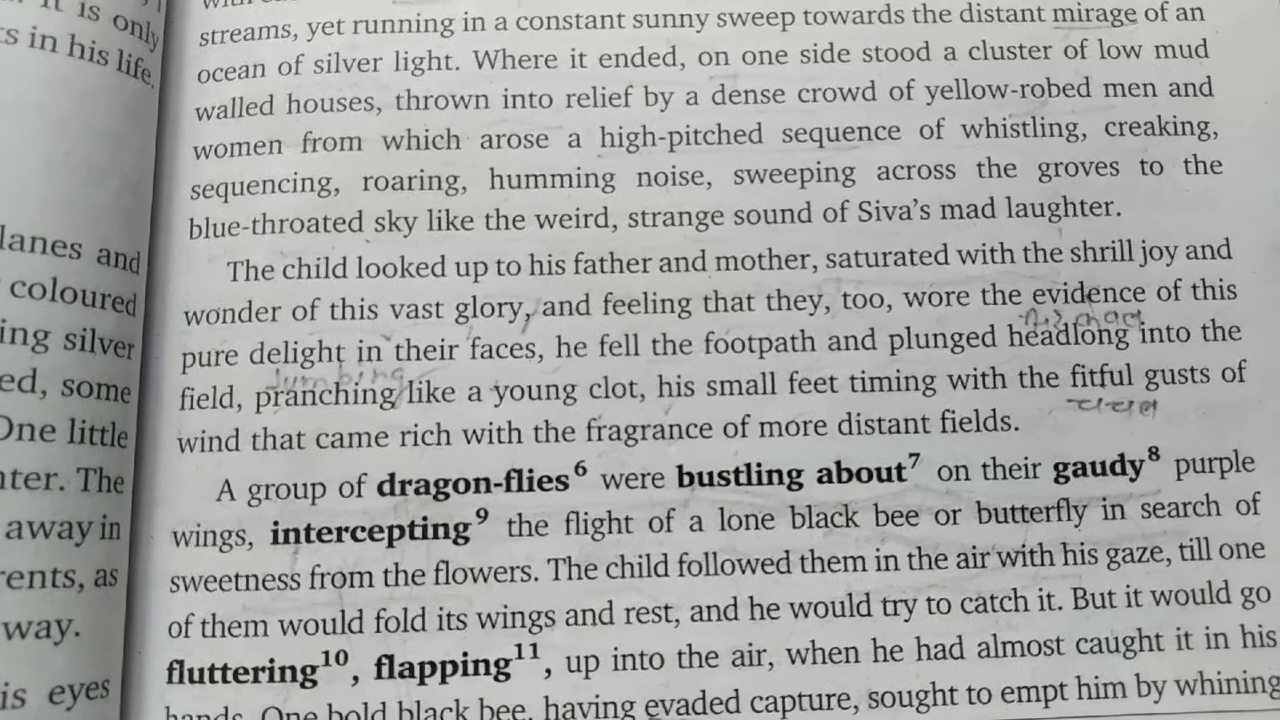 It is only
s in his life.
lanes and
coloured
ing silver
ed, some
One little
ter. The
away in
rents, as
way.
is eyes
streams, yet running in a constant sunny sweep towards the distant mirage of an
ocean of silver light. Where it ended, on one side stood a cluster of low mud
walled houses, thrown into relief by a dense crowd of yellow-robed men and
women from which arose a high-pitched sequence of whistling, creaking,
sequencing, roaring, humming noise, sweeping across the groves to the
blue-throated sky like the weird, strange sound of Siva's mad laughter.
The child looked up to his father and mother, saturated with the shrill joy and
wonder of this vast glory, and feeling that they, too, wore the evidence of this
pure delight in their faces, he fell the footpath and plunged headlong into the
jumping
field, pranching like a young clot, his small feet timing with the fitful gusts of
wind that came rich with the fragrance of more distant fields.
A group of dragon-flies⁶ were bustling about⁷ on their gaudy⁸ purple
wings, intercepting⁹ the flight of a lone black bee or butterfly in search of
sweetness from the flowers. The child followed them in the air with his gaze, till one
of them would fold its wings and rest, and he would try to catch it. But it would go
fluttering¹⁰, flapping¹¹, up into the air, when he had almost caught it in his
hands. One bold black bee, having evaded capture, sought to empt him by whining